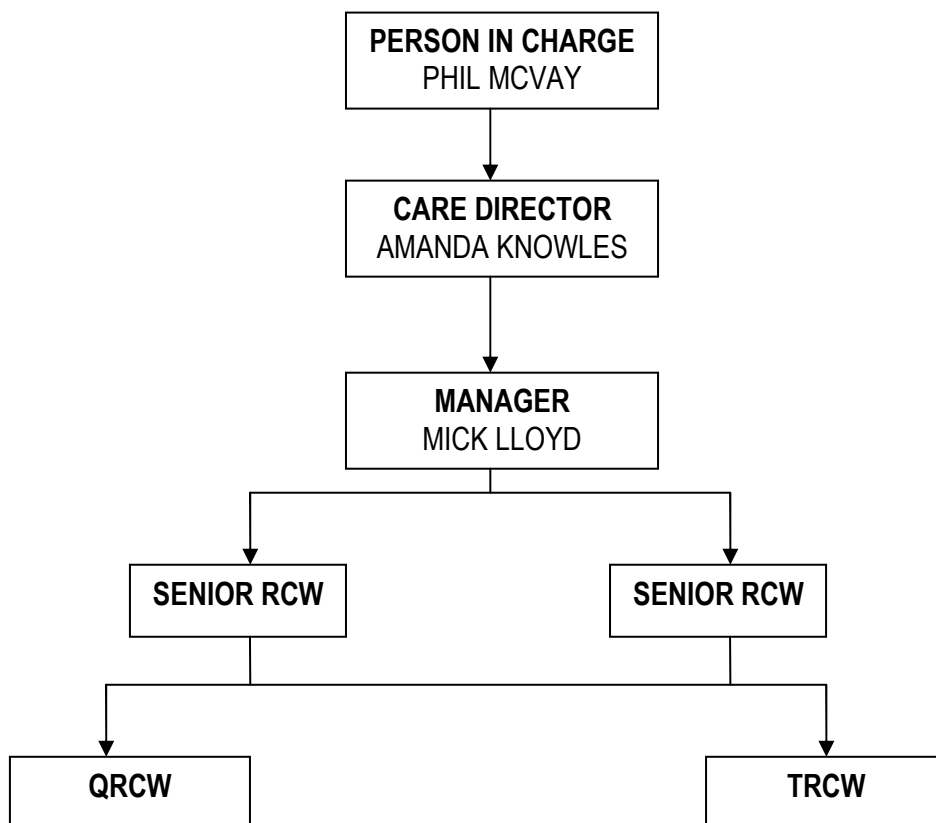 PERSON IN CHARGE
PHIL MCVAY
CARE DIRECTOR
AMANDA KNOWLES
MANAGER
MICK LLOYD
SENIOR RCW
SENIOR RCW
QRCW
TRCW